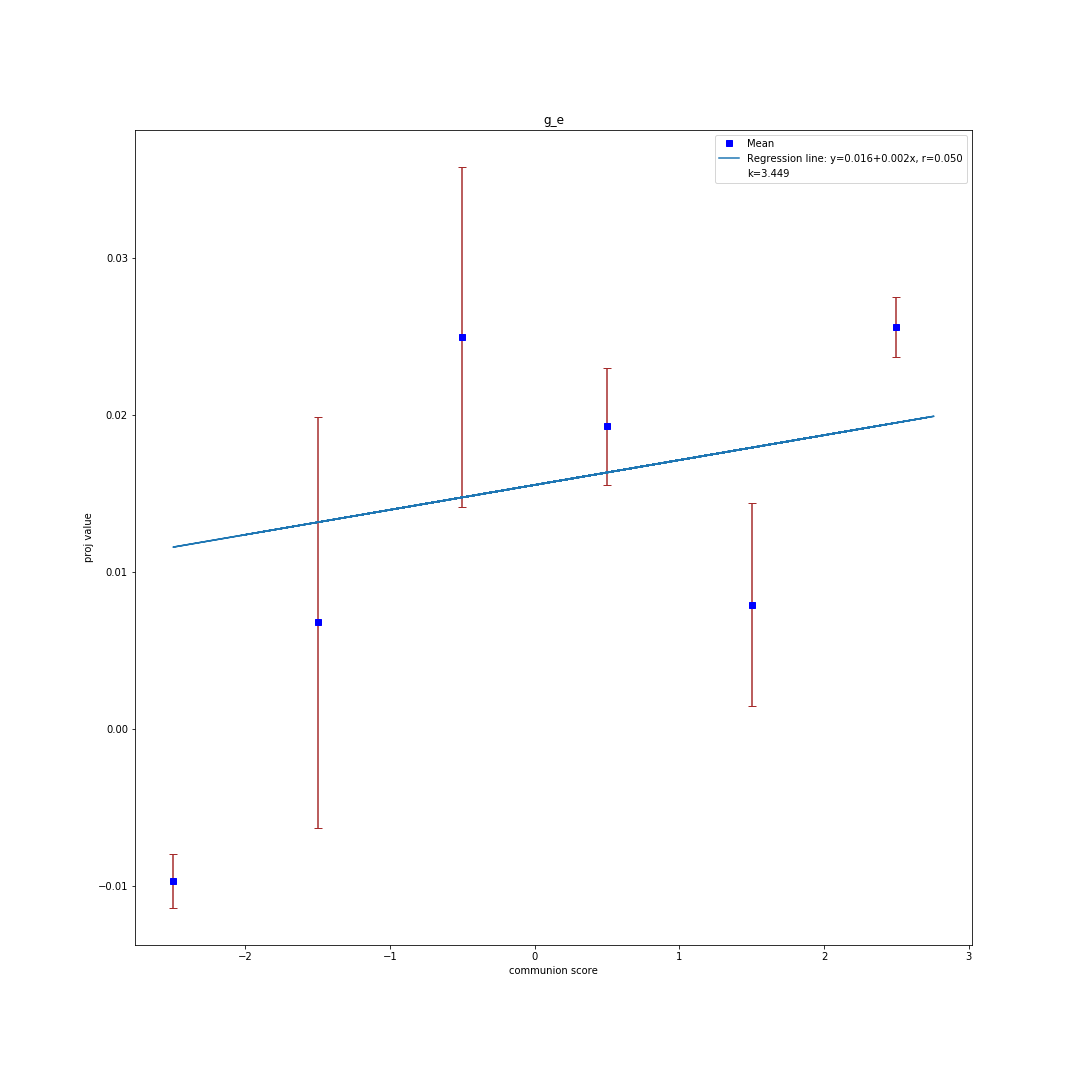 g_e
Mean
Regression line: y=0.016+0.002x, r=0.050
k=3.449
0.03
0.02
0.01
0.00
−0.01
proj value
−2
−1
0
1
2
3
communion score